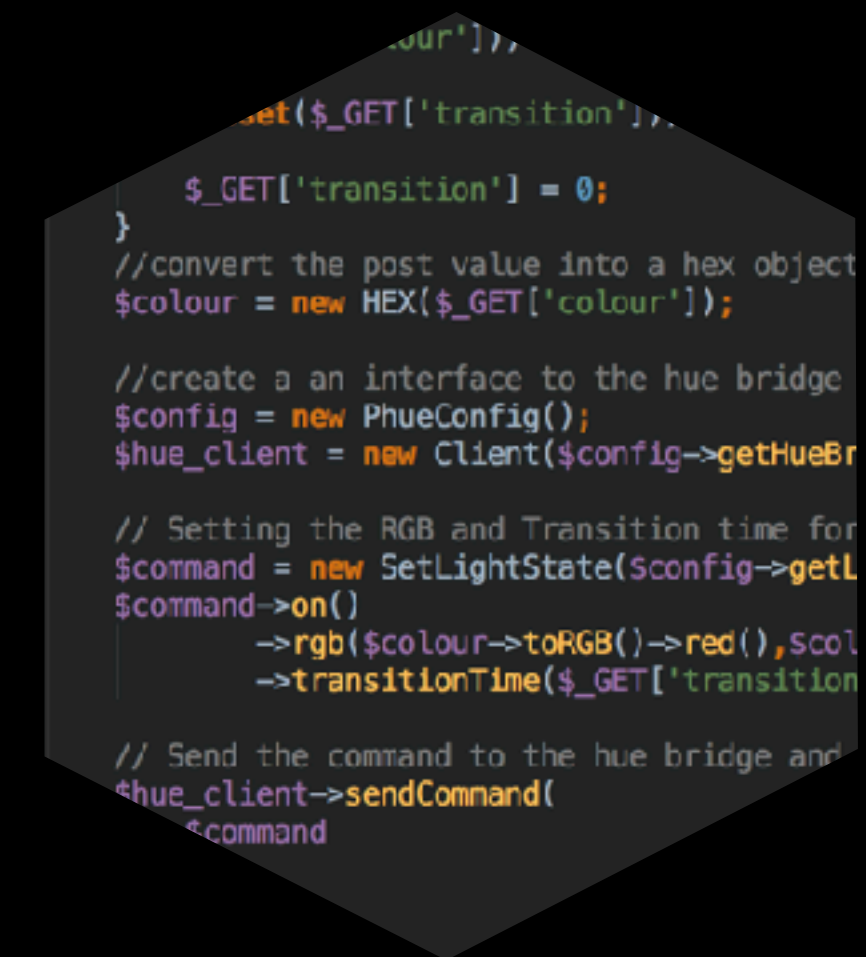 our']));
set($_GET['transition']));
$_GET['transition'] = 0;
}
//convert the post value into a hex object
$colour = new HEX($_GET['colour']);
//create a an interface to the hue bridge
$config = new PhueConfig();
$hue_client = new Client($config->getHueBr
// Setting the RGB and Transition time for
$command = new SetLightState($config->getL
$command->on()
->rgb($colour->toRGB()->red(),$col
->transitionTime($_GET['transition
// Send the command to the hue bridge and
$hue_client->sendCommand(
$command